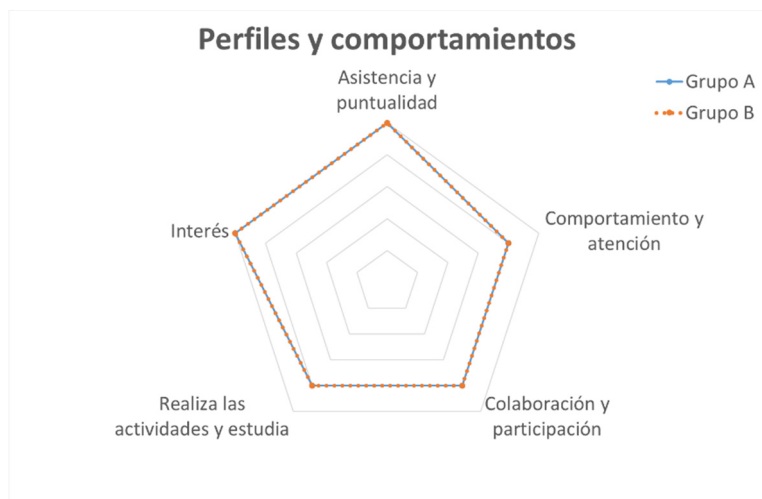 Perfiles y comportamientos
Asistencia y
puntualidad
Grupo A
Grupo B
Interés
Comportamiento y
atención
Realiza las
actividades y estudia
Colaboración y
participación